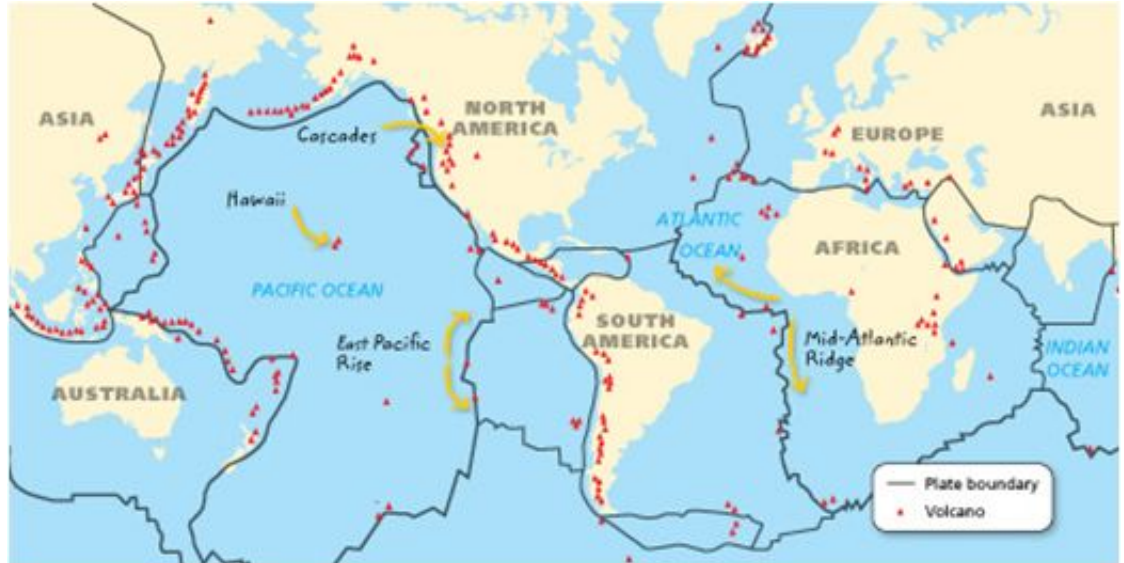 ASIA
Cascades
NORTH
AMERICA
EUROPE
ASIA
Hawaii
ATLANTIC
OCEAN
AFRICA
PACIFIC OCEAN
East Pacific
Rise
SOUTH
AMERICA
Mid-Atlantic
Ridge
INDIAN
OCEAN
AUSTRALIA
Plate boundary
Volcano